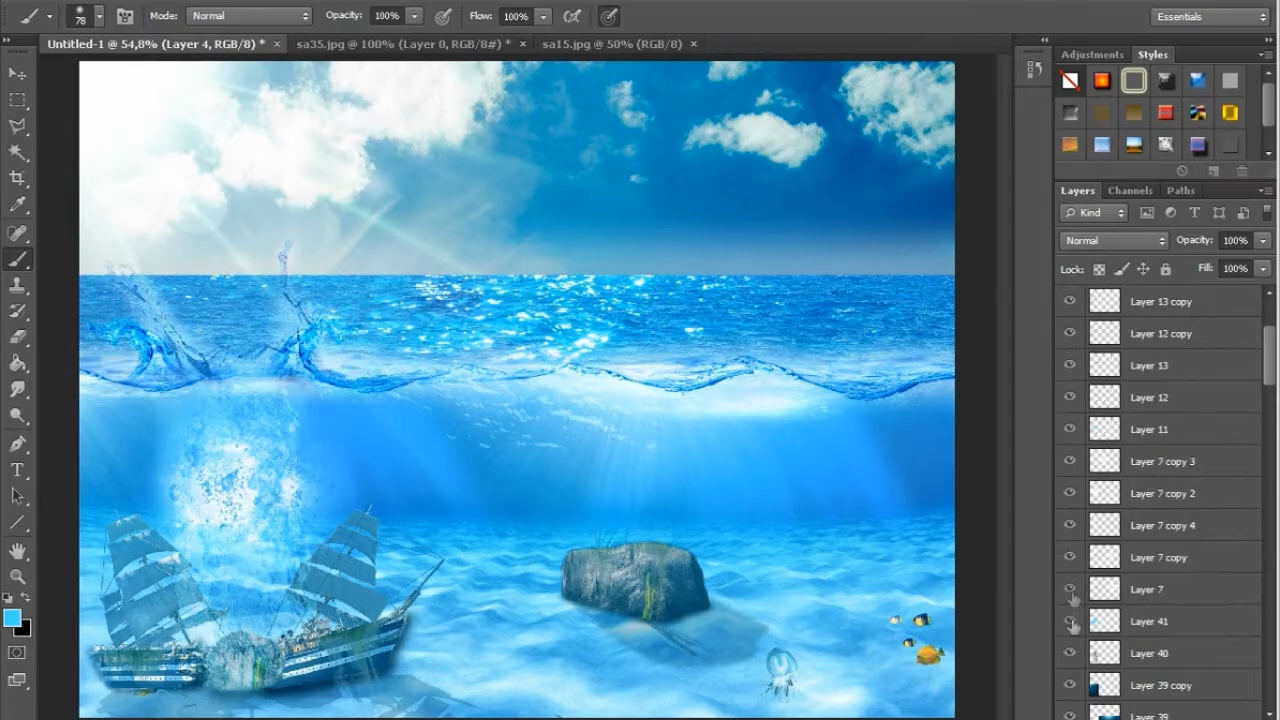 78 Mode: Normal Opacity: 100% Flow: 100% Essentials
Untitled-1 @ 54,8% (Layer 4, RGB/8) * × sa35.jpg @ 100% (Layer 0, RGB/8#) * × sa15.jpg @ 50% (RGB/8) ×
Adjustments Styles
Layers Channels Paths
Kind
Normal Opacity: 100%
Lock: Fill: 100%
Layer 13 copy
Layer 12 copy
Layer 13
Layer 12
Layer 11
Layer 7 copy 3
Layer 7 copy 2
Layer 7 copy 4
Layer 7 copy
Layer 7
Layer 41
Layer 40
Layer 39 copy
Layer 39